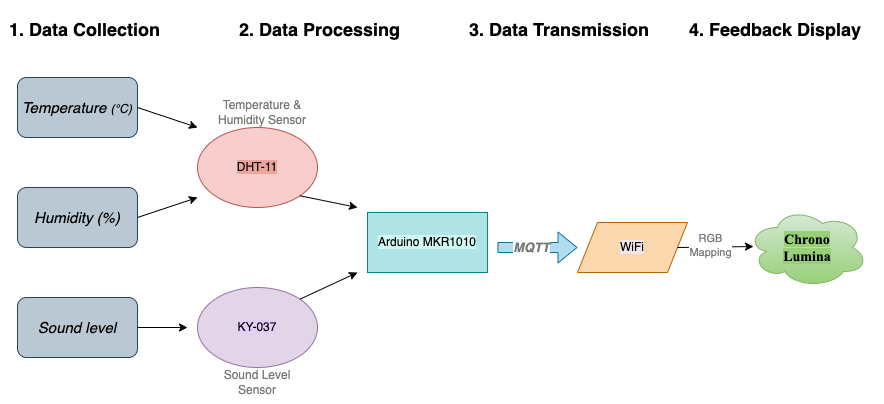 1. Data Collection
2. Data Processing
3. Data Transmission
4. Feedback Display
Temperature (°C)
Temperature &
Humidity Sensor
DHT-11
Humidity (%)
Arduino MKR1010
MQTT
WiFi
RGB
Mapping
Chrono
Lumina
Sound level
KY-037
Sound Level
Sensor